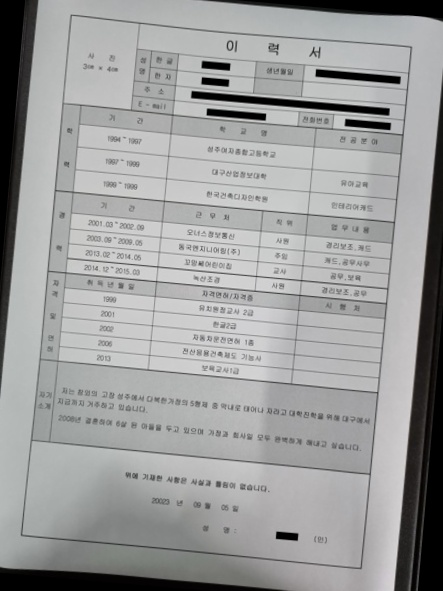 이 력 서
사 진
3㎝ × 4㎝
성 명
한 글
생년월일
한 자
주 소
E - mail
전화번호
학 력
기 간
학 교 명
전 공 분 야
1994 ~ 1997
성주여자종합고등학교
1997 ~ 1999
대구산업정보대학
유아교육
1999 ~ 1999
한국건축디자인학원
인테리어캐드
경 력
기 간
근 무 처
직 위
업 무 내 용
2001.03 ~ 2002.09
오너스정보통신
사원
경리보조,캐드
2003.09 ~ 2009.05
동국엔지니어링(주)
주임
캐드,공무사무
2013.02 ~ 2014.05
꼬망쎄어린이집
교사
공무,보육
2014.12 ~ 2015.03
녹산조경
사원
경리보조,공무
자 격 및 면 허
취 득 년 월 일
자격면허/자격증
시 행 처
1999
유치원정교사 2급
2001
한글2급
2002
자동차운전면허 1종
2006
전산응용건축제도 기능사
2013
보육교사1급
자기
소개
저는 참외의 고장 성주에서 다복한가정의 5형제 중 막내로 태어나 자라고 대학진학을 위해 대구에서
지금까지 거주하고 있습니다.
2008년 결혼하여 6살 된 아들을 두고 있으며 가정과 회사일 모두 완벽하게 해내고 싶습니다.
위에 기재한 사항은 사실과 틀림이 없습니다.
20023 년 09 월 05 일
성 명 :
(인)